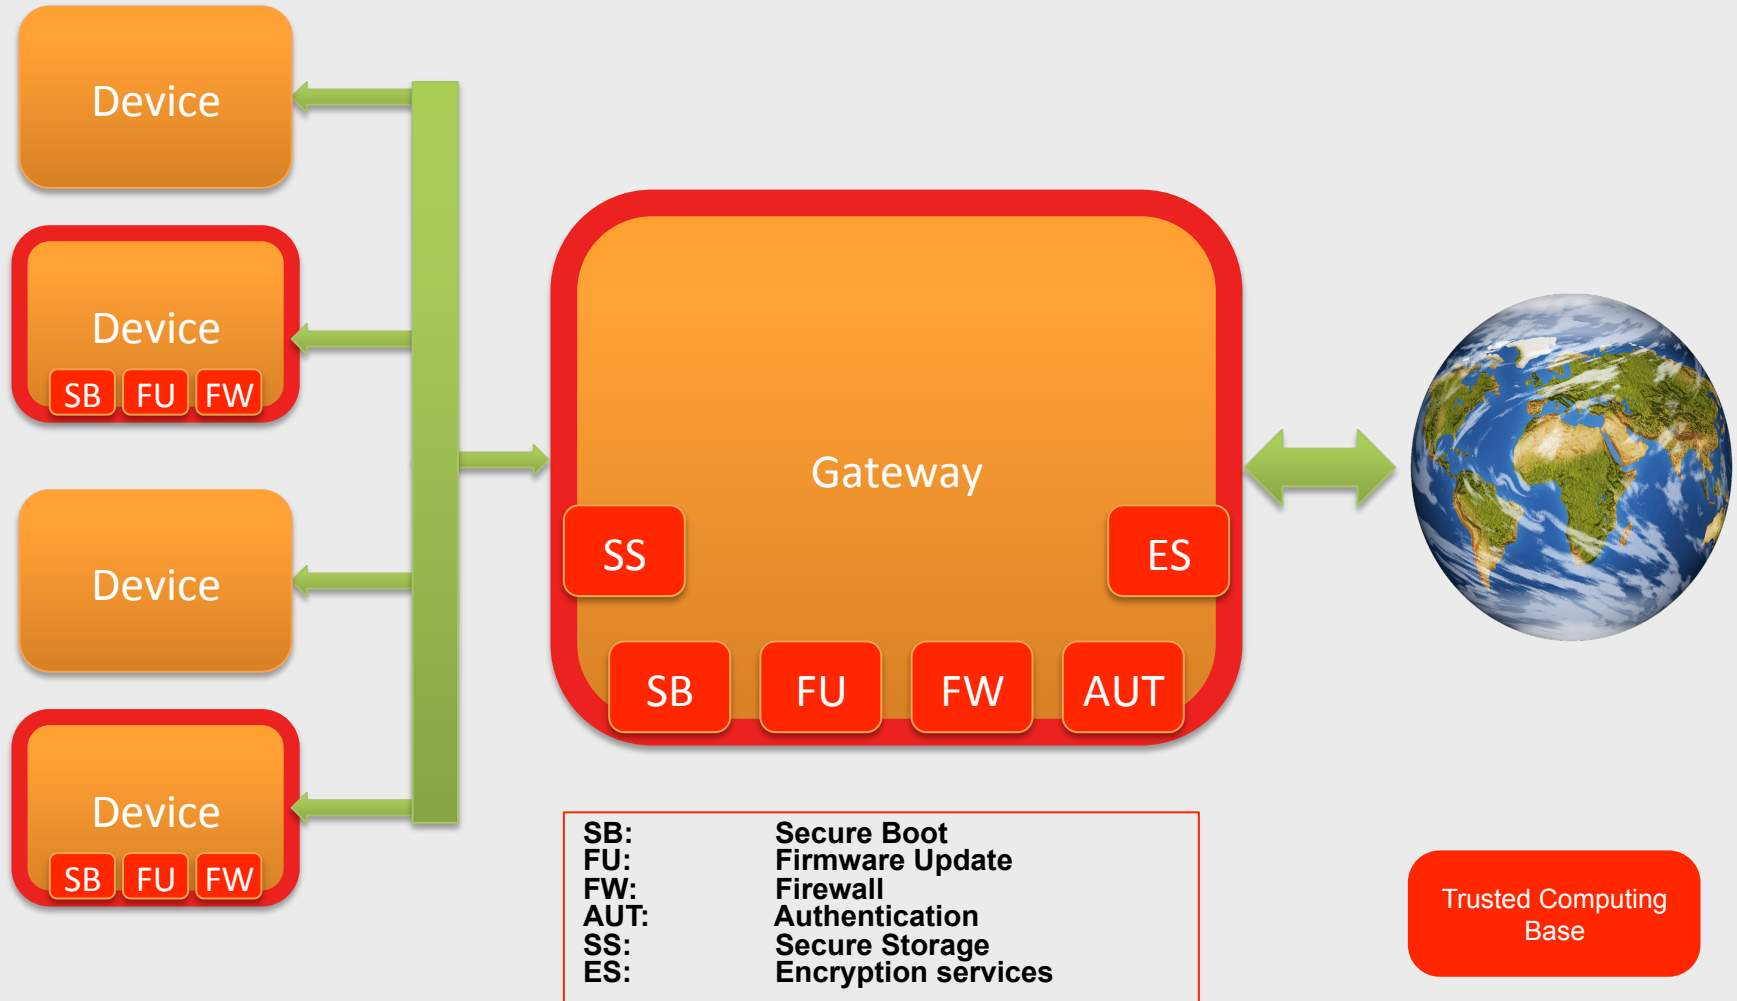 Device
Device
SB FU FW
Device
Device
SB FU FW
Gateway
SS ES
SB FU FW AUT
SB: Secure Boot
FU: Firmware Update
FW: Firewall
AUT: Authentication
SS: Secure Storage
ES: Encryption services
Trusted Computing
Base